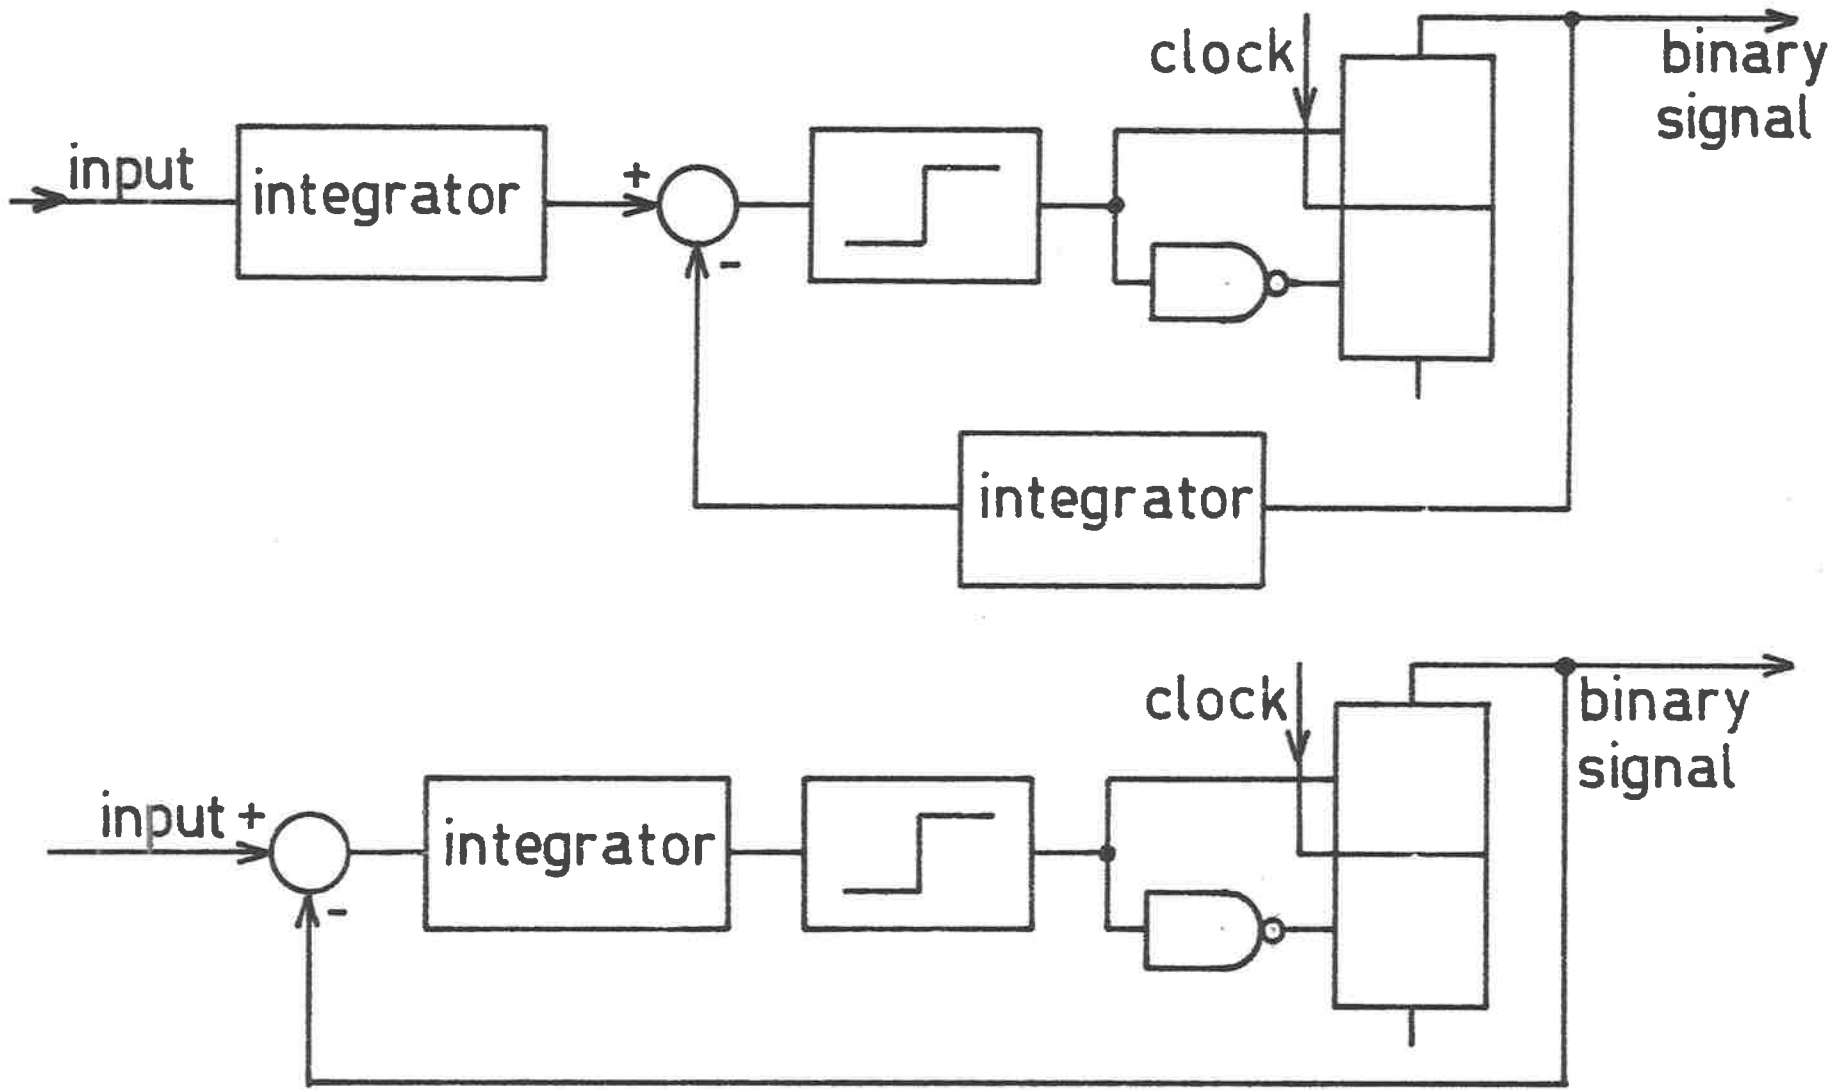 clock
binary
signal
input
integrator
+
-
integrator
clock
binary
signal
input +
integrator
-